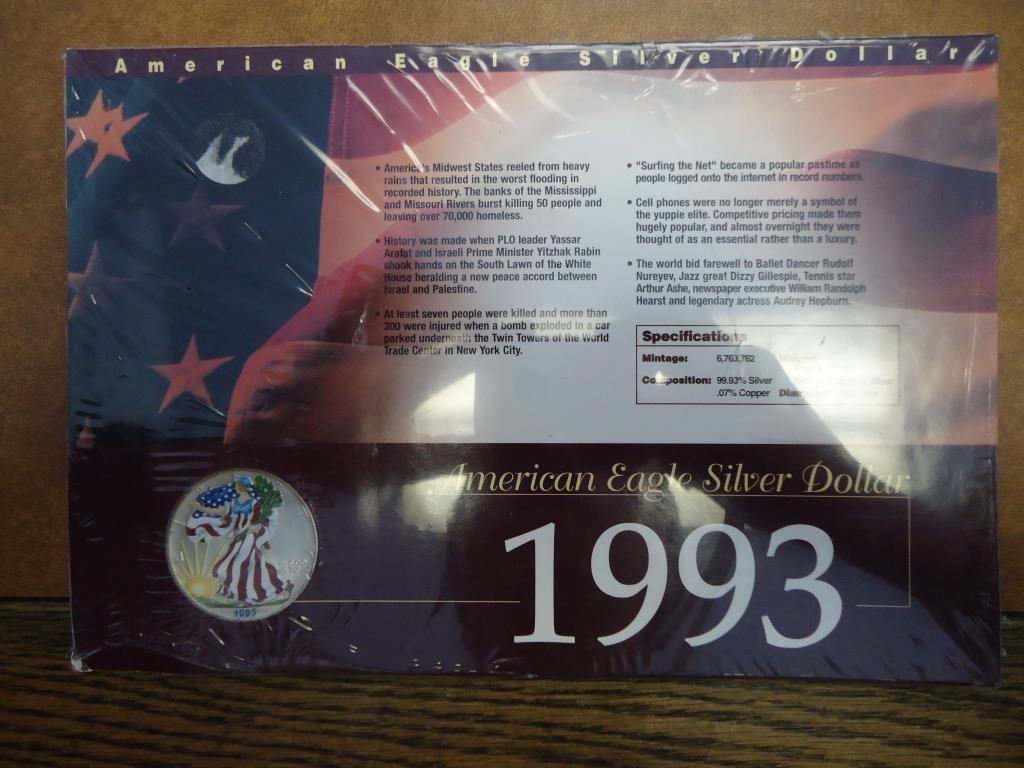 American Eagle Silver Dollar
• America's Midwest States reeled from heavy
rains that resulted in the worst flooding in
recorded history. The banks of the Mississippi
and Missouri Rivers burst killing 50 people and
leaving over 70,000 homeless.
• History was made when PLO leader Yassar
Arafat and Israeli Prime Minister Yitzhak Rabin
shook hands on the South Lawn of the White
House heralding a new peace accord between
Israel and Palestine.
• At least seven people were killed and more than
300 were injured when a bomb exploded in a car
parked underneath the Twin Towers of the World
Trade Center in New York City.
• "Surfing the Net" became a popular pastime as
people logged onto the internet in record numbers.
• Cell phones were no longer merely a symbol of
the yuppie elite. Competitive pricing made them
hugely popular, and almost overnight they were
thought of as an essential rather than a luxury.
• The world bid farewell to Ballet Dancer Rudolf
Nureyev, Jazz great Dizzy Gillespie, Tennis star
Arthur Ashe, newspaper executive William Randolph
Hearst and legendary actress Audrey Hepburn.
Specifications
Mintage: 6,763,762
Composition: 99.93% Silver
.07% Copper
American Eagle Silver Dollar
1993
1993